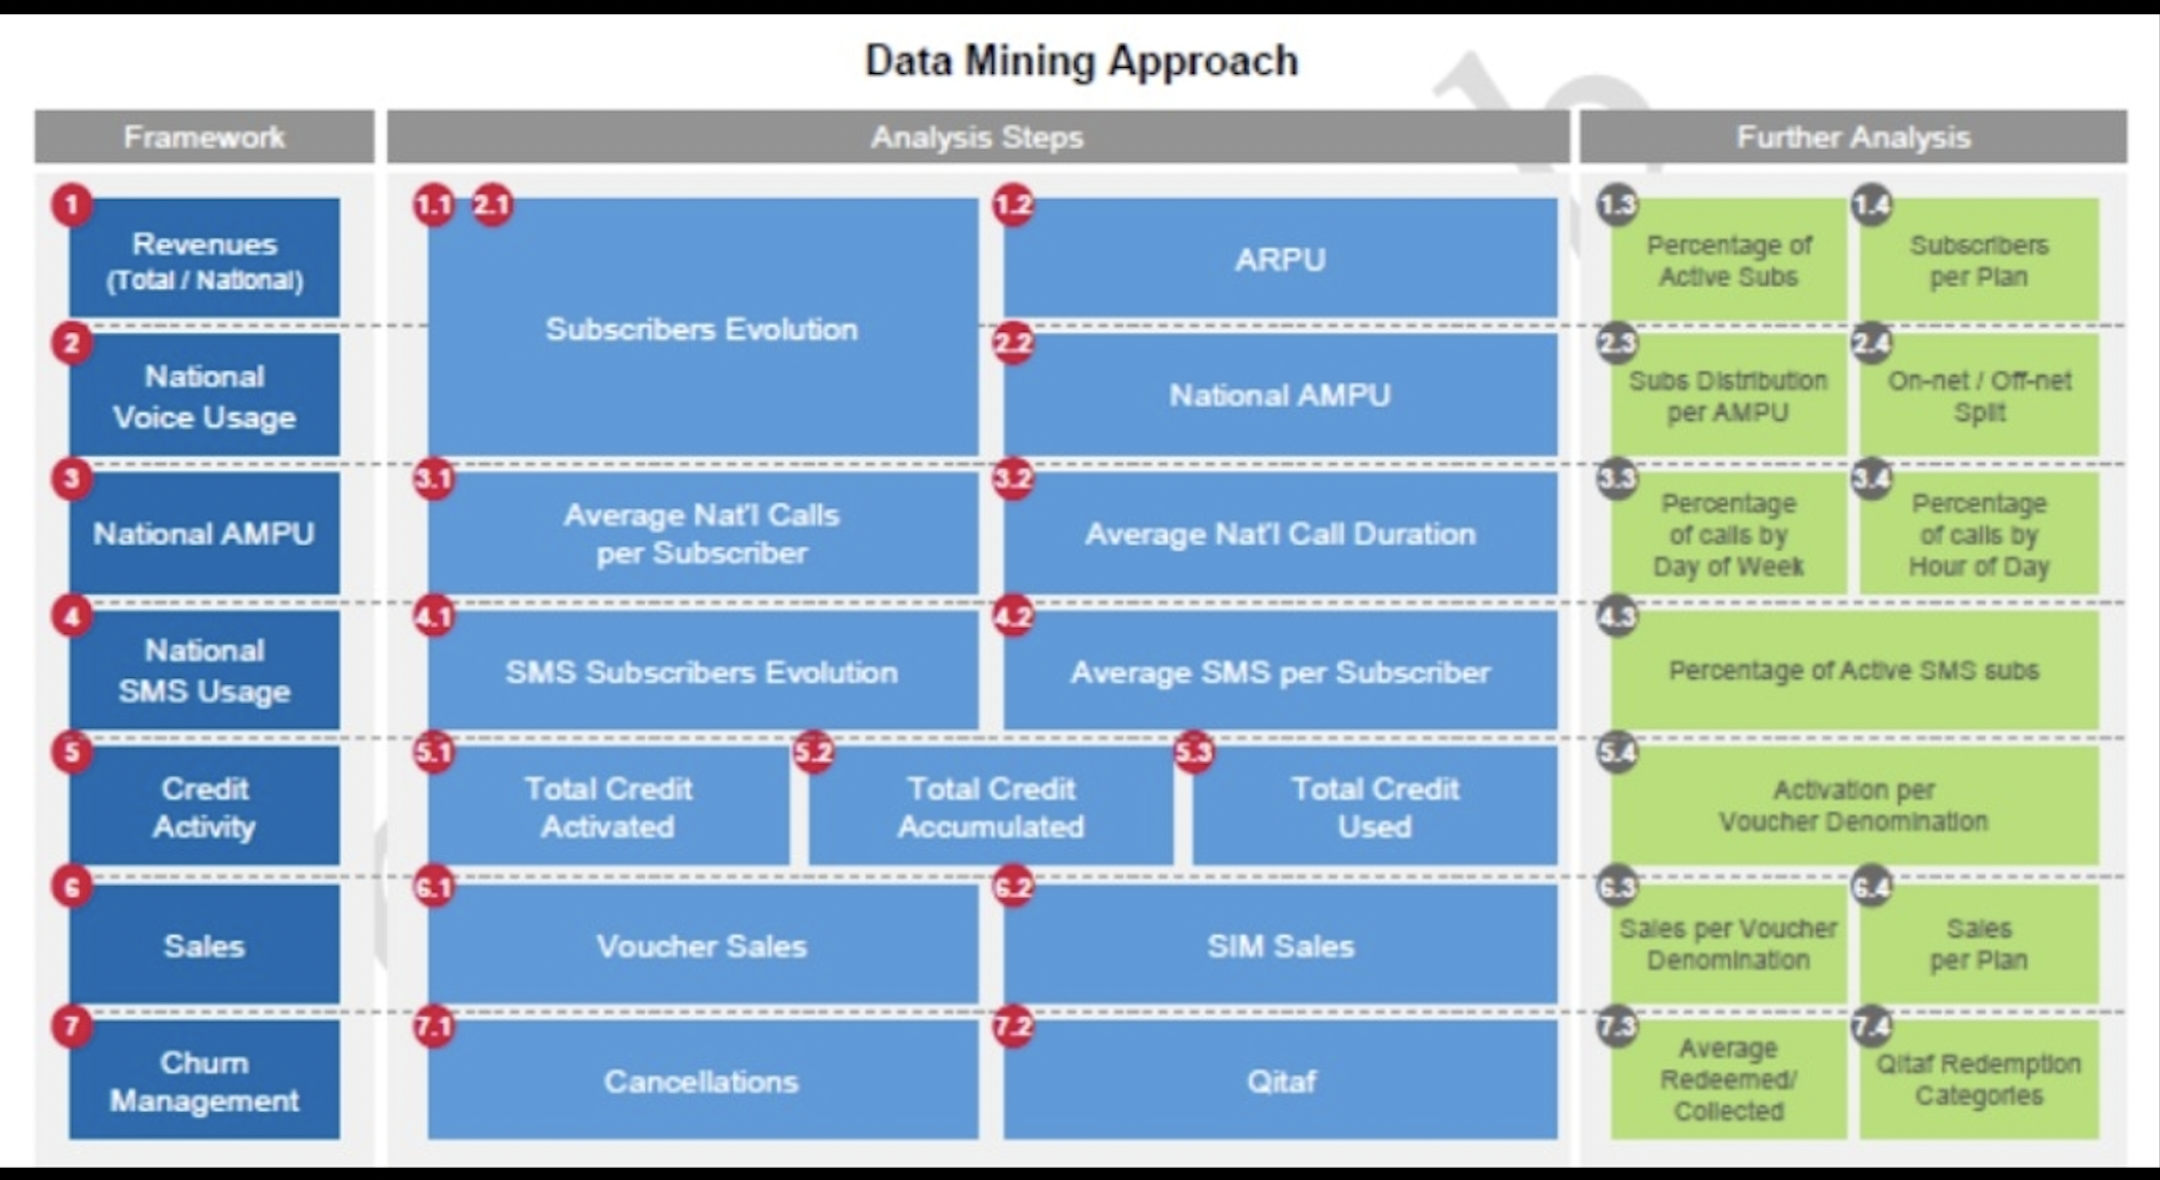 Data Mining Approach
Framework
Analysis Steps
Further Analysis
1
Revenues
(Total / National)
1.1 2.1
Subscribers Evolution
1.2
ARPU
1.3
Percentage of
Active Subs
1.4
Subscribers
per Plan
2
National
Voice Usage
2.2
National AMPU
2.3
Subs Distribution
per AMPU
2.4
On-net / Off-net
Split
3
National AMPU
3.1
Average Nat'l Calls
per Subscriber
3.2
Average Nat'l Call Duration
3.3
Percentage
of calls by
Day of Week
3.4
Percentage
of calls by
Hour of Day
4
National
SMS Usage
4.1
SMS Subscribers Evolution
4.2
Average SMS per Subscriber
4.3
Percentage of Active SMS subs
5
Credit
Activity
5.1
Total Credit
Activated
5.2
Total Credit
Accumulated
5.3
Total Credit
Used
5.4
Activation per
Voucher Denomination
6
Sales
6.1
Voucher Sales
6.2
SIM Sales
6.3
Sales per Voucher
Denomination
6.4
Sales
per Plan
7
Churn
Management
7.1
Cancellations
7.2
Qitaf
7.3
Average
Redeemed/
Collected
7.4
Qitaf Redemption
Categories